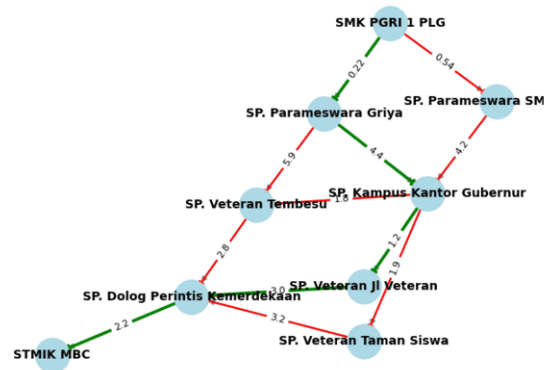 SMK PGRI 1 PLG
0.22
0.54
SP. Parameswara Griya
SP. Parameswara SM
5.9
4.4
4.2
SP. Veteran Tembesu
1.8
SP. Kampus Kantor Gubernur
2.8
1.2
1.9
SP. Dolog Perintis Kemerdekaan
3.0
SP. Veteran Jl Veteran
3.2
2.2
STMIK MBC
SP. Veteran Taman Siswa